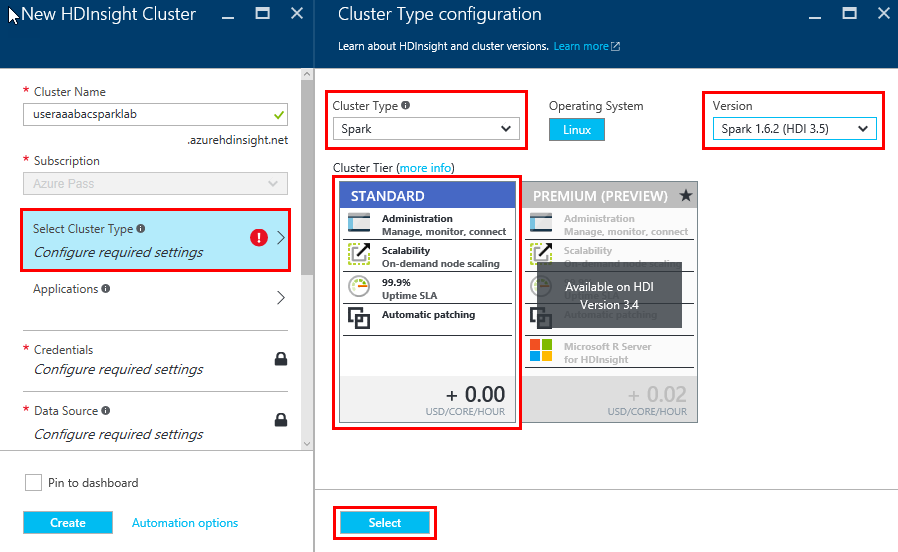 New HDInsight Cluster
* Cluster Name
useraaabacsparklab
.azurehdinsight.net
* Subscription
Azure Pass
Select Cluster Type
Configure required settings
Applications
* Credentials
Configure required settings
* Data Source
Configure required settings
Pin to dashboard
Create
Automation options
Cluster Type configuration
Learn about HDInsight and cluster versions. Learn more
Cluster Type
Spark
Operating System
Linux
Version
Spark 1.6.2 (HDI 3.5)
Cluster Tier (more info)
STANDARD
Administration
Manage, monitor, connect
Scalability
On-demand node scaling
99.9%
Uptime SLA
Automatic patching
+ 0.00
USD/CORE/HOUR
PREMIUM (PREVIEW)
Administration
Manage, monitor, connect
Scalability
On-demand node scaling
Available on HDI
Version 3.4
Uptime SLA
Automatic patching
Microsoft R Server
for HDInsight
+ 0.02
USD/CORE/HOUR
Select